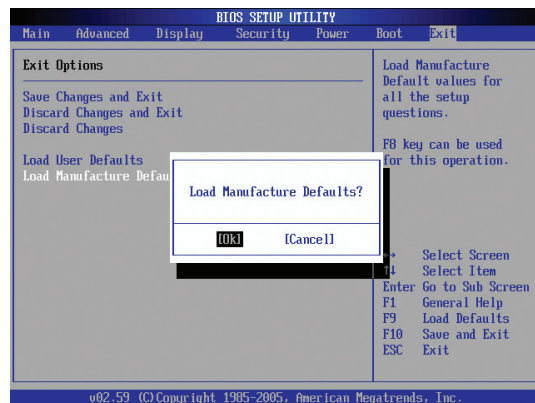 BIOS SETUP UTILITY
Main Advanced Display Security Power Boot Exit
Exit Options
Save Changes and Exit
Discard Changes and Exit
Discard Changes
Load User Defaults
Load Manufacture Defau
Load Manufacture Defaults?
[Ok] [Cancel]
Load Manufacture
Default values for
all the setup
questions.
F8 key can be used
for this operation.
↔ Select Screen
↑↓ Select Item
Enter Go to Sub Screen
F1 General Help
F9 Load Defaults
F10 Save and Exit
ESC Exit
v02.59 (C)Copyright 1985-2005, American Megatrends, Inc.